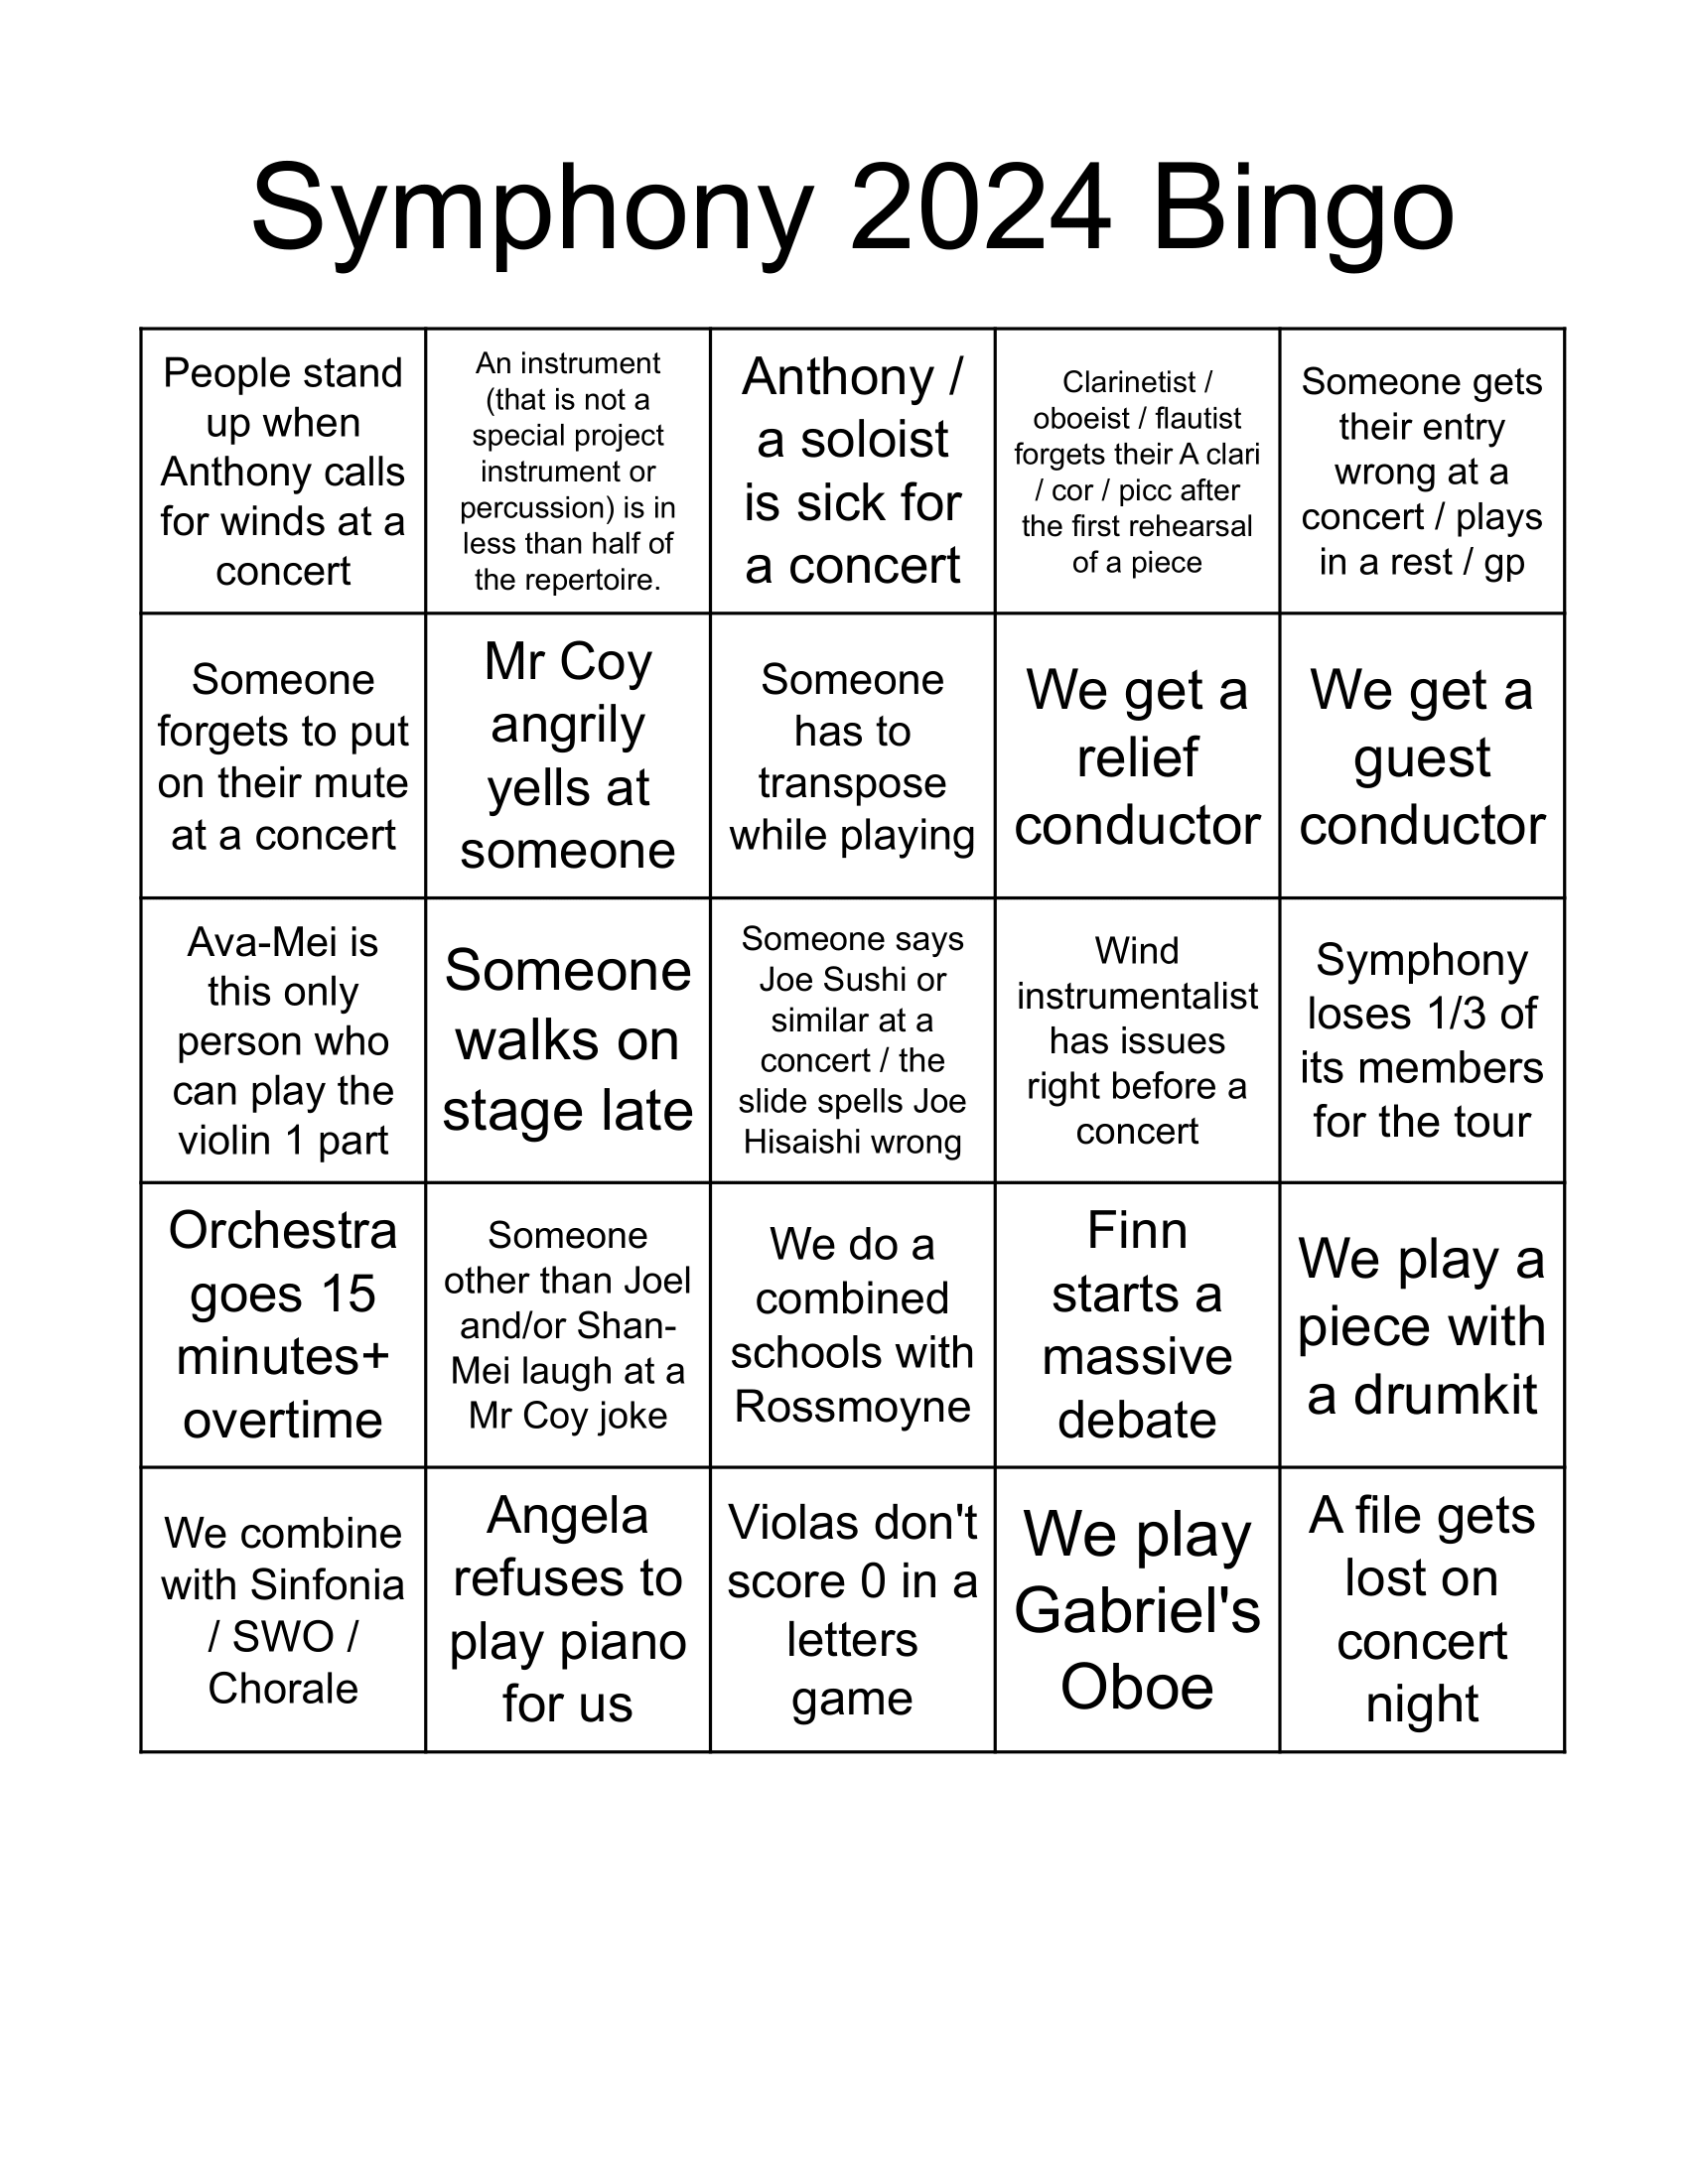 Symphony 2024 Bingo
People stand
up when
Anthony calls
for winds at a
concert
An instrument
(that is not a
special project
instrument or
percussion) is in
less than half of
the repertoire.
Anthony /
a soloist
is sick for
a concert
Clarinetist /
oboeist / flautist
forgets their A clari
/ cor / picc after
the first rehearsal
of a piece
Someone gets
their entry
wrong at a
concert / plays
in a rest / gp
Someone
forgets to put
on their mute
at a concert
Mr Coy
angrily
yells at
someone
Someone
has to
transpose
while playing
We get a
relief
conductor
We get a
guest
conductor
Ava-Mei is
this only
person who
can play the
violin 1 part
Someone
walks on
stage late
Someone says
Joe Sushi or
similar at a
concert / the
slide spells Joe
Hisaishi wrong
Wind
instrumentalist
has issues
right before a
concert
Symphony
loses 1/3 of
its members
for the tour
Orchestra
goes 15
minutes+
overtime
Someone
other than Joel
and/or Shan-
Mei laugh at a
Mr Coy joke
We do a
combined
schools with
Rossmoyne
Finn
starts a
massive
debate
We play a
piece with
a drumkit
We combine
with Sinfonia
/ SWO /
Chorale
Angela
refuses to
play piano
for us
Violas don't
score 0 in a
letters
game
We play
Gabriel's
Oboe
A file gets
lost on
concert
night